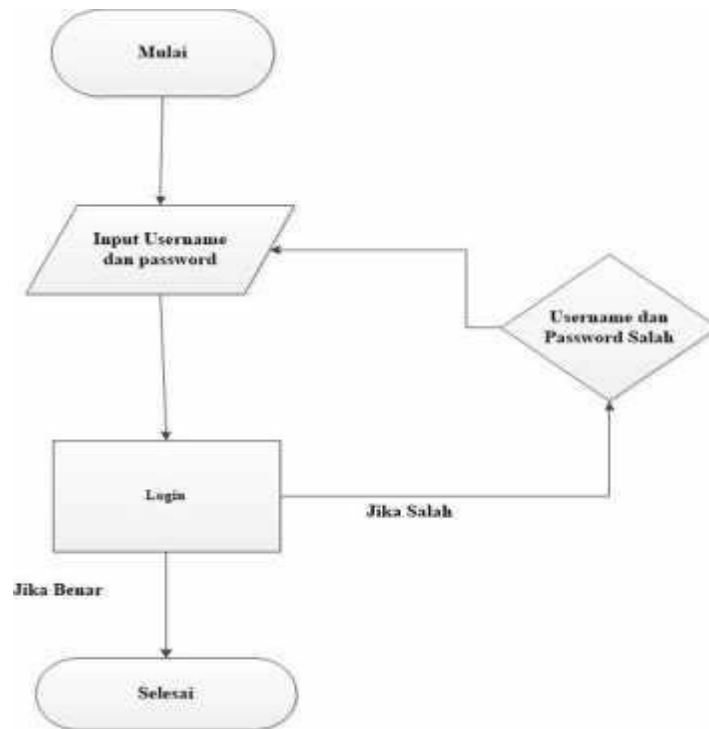 Mulai
Input Username
dan password
Username dan
Password Salah
Login
Jika Salah
Jika Benar
Selesai